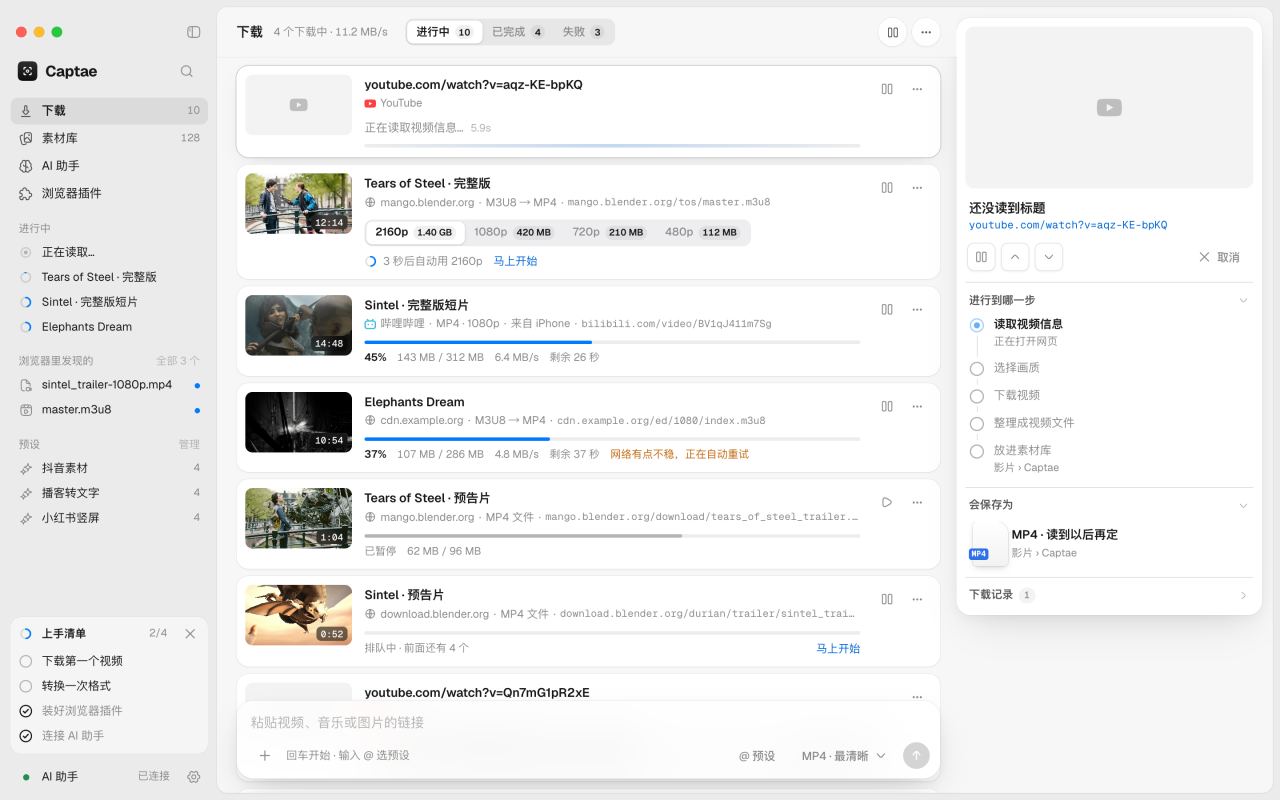 Captae
下载 10
素材库 128
AI 助手
浏览器插件
进行中
正在读取...
Tears of Steel · 完整版
Sintel · 完整版短片
Elephants Dream
浏览器里发现的 全部 3 个
sintel_trailer-1080p.mp4
master.m3u8
预设 管理
抖音素材 4
播客转文字 4
小红书竖屏 4
上手清单 2/4
下载第一个视频
转换一次格式
装好浏览器插件
连接 AI 助手
AI 助手 已连接
下载 4 个下载中 · 11.2 MB/s 进行中 10 已完成 4 失败 3
youtube.com/watch?v=aqz-KE-bpKQ
YouTube
正在读取视频信息... 5.9s
Tears of Steel · 完整版
mango.blender.org · M3U8 → MP4 · mango.blender.org/tos/master.m3u8
12:14
2160p 1.40 GB 1080p 420 MB 720p 210 MB 480p 112 MB
3 秒后自动用 2160p 马上开始
Sintel · 完整版短片
哔哩哔哩 · MP4 · 1080p · 来自 iPhone · bilibili.com/video/BV1qJ411m7Sg
14:48
45% 143 MB / 312 MB 6.4 MB/s 剩余 26 秒
Elephants Dream
cdn.example.org · M3U8 → MP4 · cdn.example.org/ed/1080/index.m3u8
10:54
37% 107 MB / 286 MB 4.8 MB/s 剩余 37 秒 网络有点不稳，正在自动重试
Tears of Steel · 预告片
mango.blender.org · MP4 文件 · mango.blender.org/download/tears_of_steel_trailer.…
1:04
已暂停 62 MB / 96 MB
Sintel · 预告片
download.blender.org · MP4 文件 · download.blender.org/durian/trailer/sintel_trai…
0:52
排队中 · 前面还有 4 个 马上开始
youtube.com/watch?v=Qn7mG1pR2xE
粘贴视频、音乐或图片的链接
回车开始 · 输入 @ 选预设 @ 预设 MP4 · 最清晰
还没读到标题
youtube.com/watch?v=aqz-KE-bpKQ
取消
进行到哪一步
读取视频信息
正在打开网页
选择画质
下载视频
整理成视频文件
放进素材库
影片 › Captae
会保存为
MP4
MP4 · 读到以后再定
影片 › Captae
下载记录 1